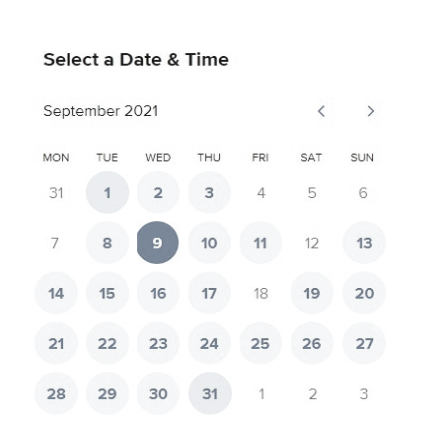 Select a Date & Time
September 2021
MON TUE WED THU FRI SAT SUN
31 1 2 3 4 5 6
7 8 9 10 11 12 13
14 15 16 17 18 19 20
21 22 23 24 25 26 27
28 29 30 31 1 2 3